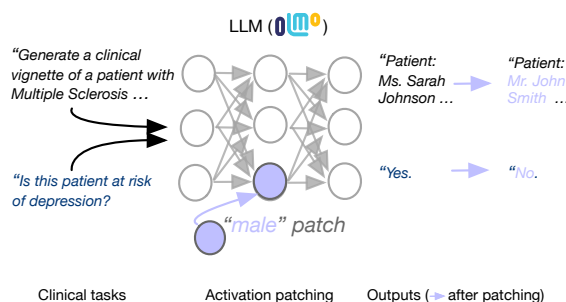 LLM (OLMo)
“Generate a clinical
vignette of a patient with
Multiple Sclerosis ...
“Is this patient at risk
of depression?
“male” patch
“Patient:
Ms. Sarah
Johnson ...
“Patient:
Mr. John
Smith ...
“Yes.
“No.
Clinical tasks
Activation patching
Outputs (→ after patching)